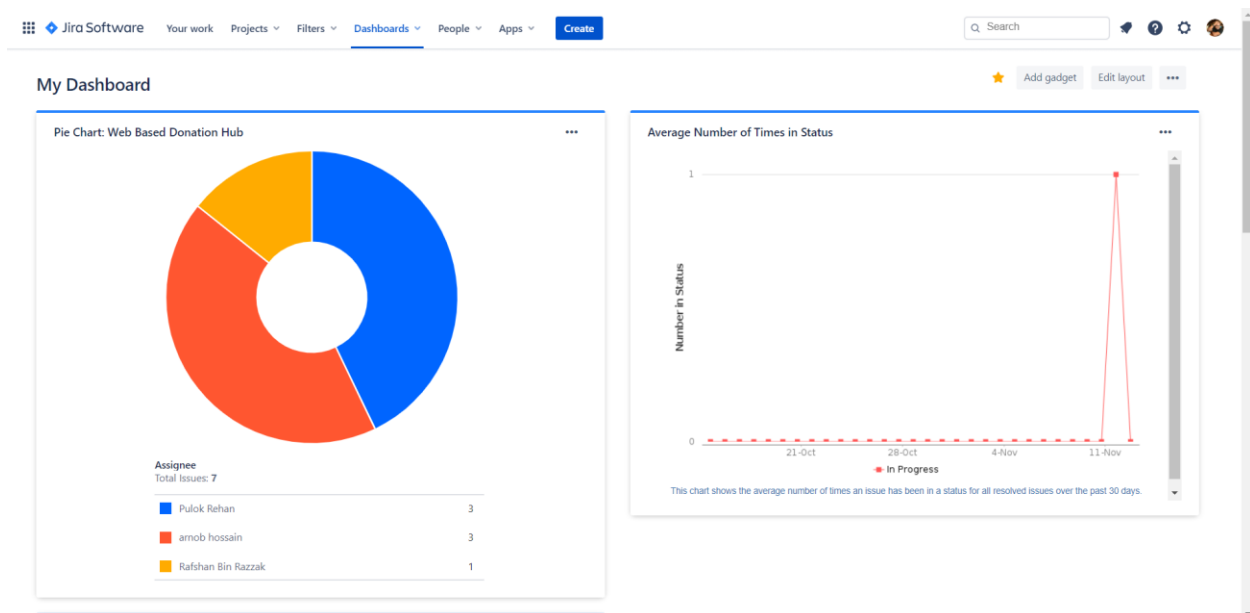 Jira Software Your work Projects Filters Dashboards People Apps Create Search
My Dashboard
Add gadget Edit layout
Pie Chart: Web Based Donation Hub
Assignee
Total Issues: 7
Pulok Rehan 3
arnob hossain 3
Rafshan Bin Razzak 1
Average Number of Times in Status
1
Number in Status
0
21-Oct 28-Oct 4-Nov 11-Nov
In Progress
This chart shows the average number of times an issue has been in a status for all resolved issues over the past 30 days.